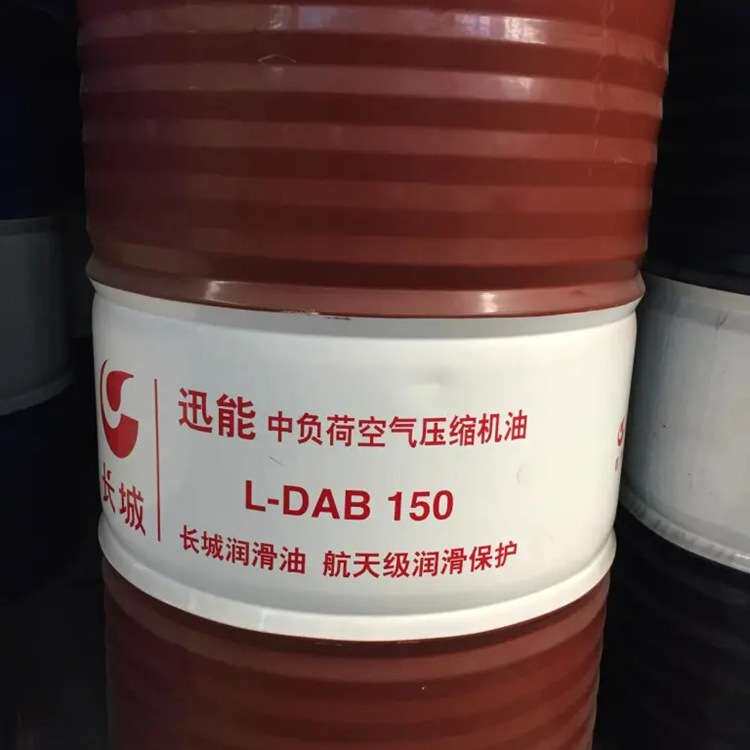 长城
迅能 中负荷空气压缩机油
L-DAB 150
长城润滑油 航天级润滑保护